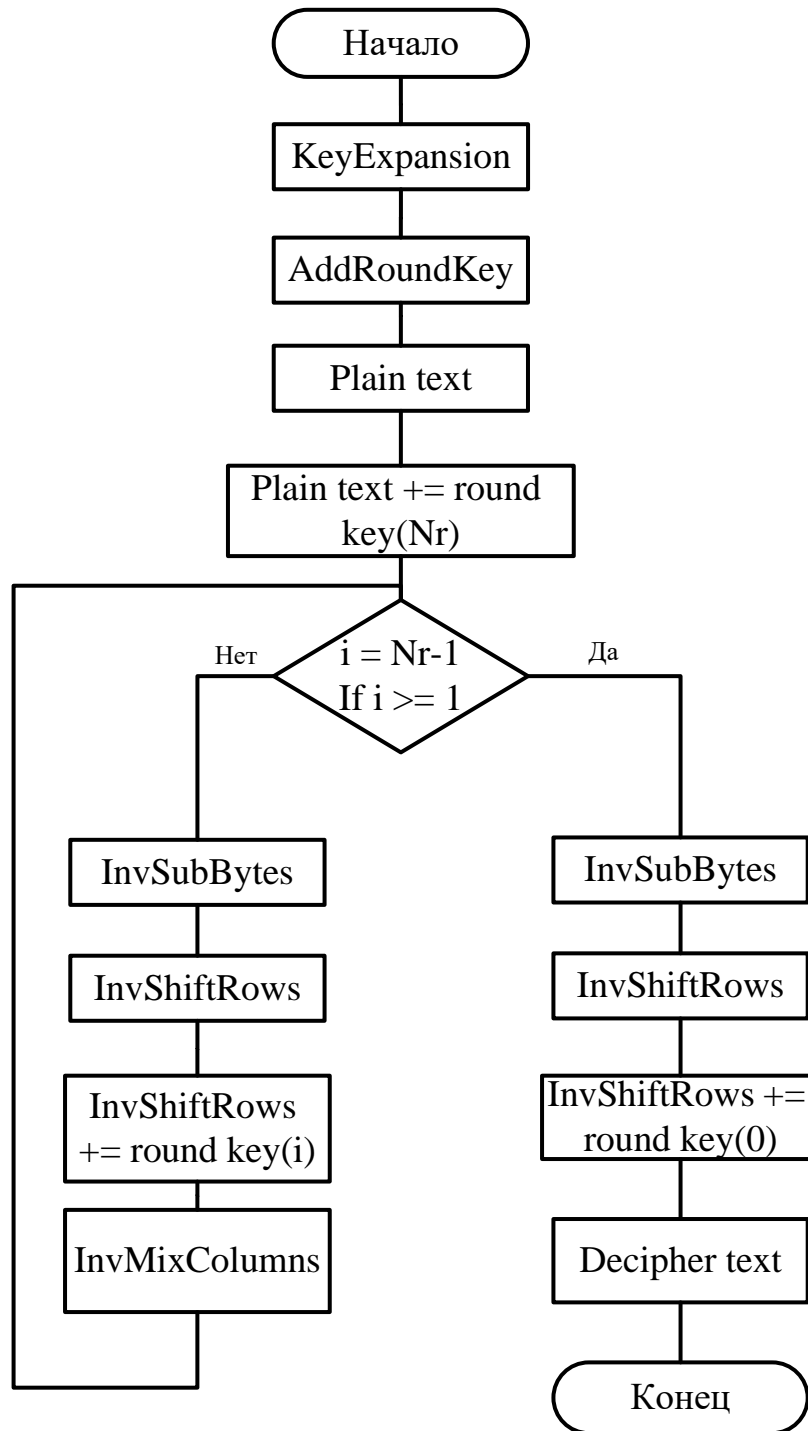 Начало
KeyExpansion
AddRoundKey
Plain text
Plain text += round
key(Nr)
Нет
i = Nr-1
If i >= 1
Да
InvSubBytes
InvShiftRows
InvShiftRows
+= round key(i)
InvMixColumns
InvSubBytes
InvShiftRows
InvShiftRows +=
round key(0)
Decipher text
Конец